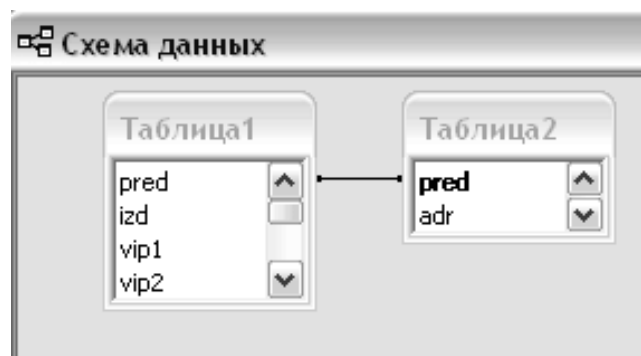 Схема данных
Таблица1
pred
izd
vip1
vip2
Таблица2
pred
adr